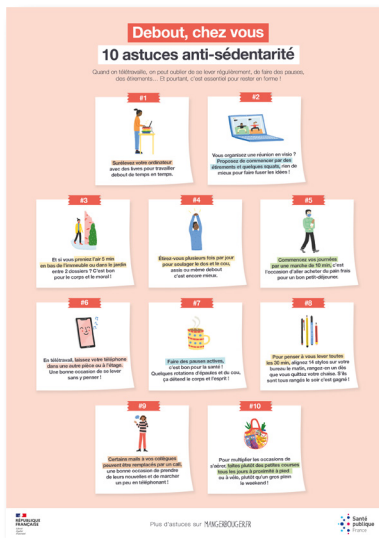 Debout, chez vous
10 astuces anti-sédentarité
Quand on télétravaille, on peut oublier de se lever régulièrement, de faire des pauses,
des étirements... Et pourtant, c'est essentiel pour rester en forme !
#1
Surélevez votre ordinateur
avec des livres pour travailler
debout de temps en temps.
#2
Vous organisez une réunion en visio ?
Proposez de commencer par des
étirements et quelques squats, rien de
mieux pour faire fuser les idées !
#3
Et si vous preniez l'air 5 min
en bas de l'immeuble ou dans le jardin
entre 2 dossiers ? C'est bon
pour le corps et le moral !
#4
Étirez-vous plusieurs fois par jour
pour soulager le dos et le cou,
assis ou même debout
c'est encore mieux.
#5
Commencez vos journées
par une marche de 10 min, c'est
l'occasion d'aller acheter du pain frais
pour un bon petit-déjeuner.
#6
En télétravail, laissez votre téléphone
dans une autre pièce ou à l'étage.
Une bonne occasion de se lever
sans y penser !
#7
Faire des pauses actives,
c'est bon pour la santé !
Quelques rotations d'épaules et du cou,
ça détend le corps et l'esprit !
#8
Pour penser à vous lever toutes
les 30 min, alignez 14 stylos sur votre
bureau le matin, rangez-en un dès
que vous quittez votre chaise. S'ils
sont tous rangés le soir c'est gagné !
#9
Certains mails à vos collègues
peuvent être remplacés par un call,
une bonne occasion de prendre
de leurs nouvelles et de marcher
un peu en téléphonant !
#10
Pour multiplier les occasions de
s'aérer, faites plutôt des petites courses
tous les jours à proximité à pied
ou à vélo, plutôt qu'un gros plein
le weekend !
RÉPUBLIQUE
FRANÇAISE
Plus d'astuces sur MANGERBOUGER.FR
Santé
publique
France